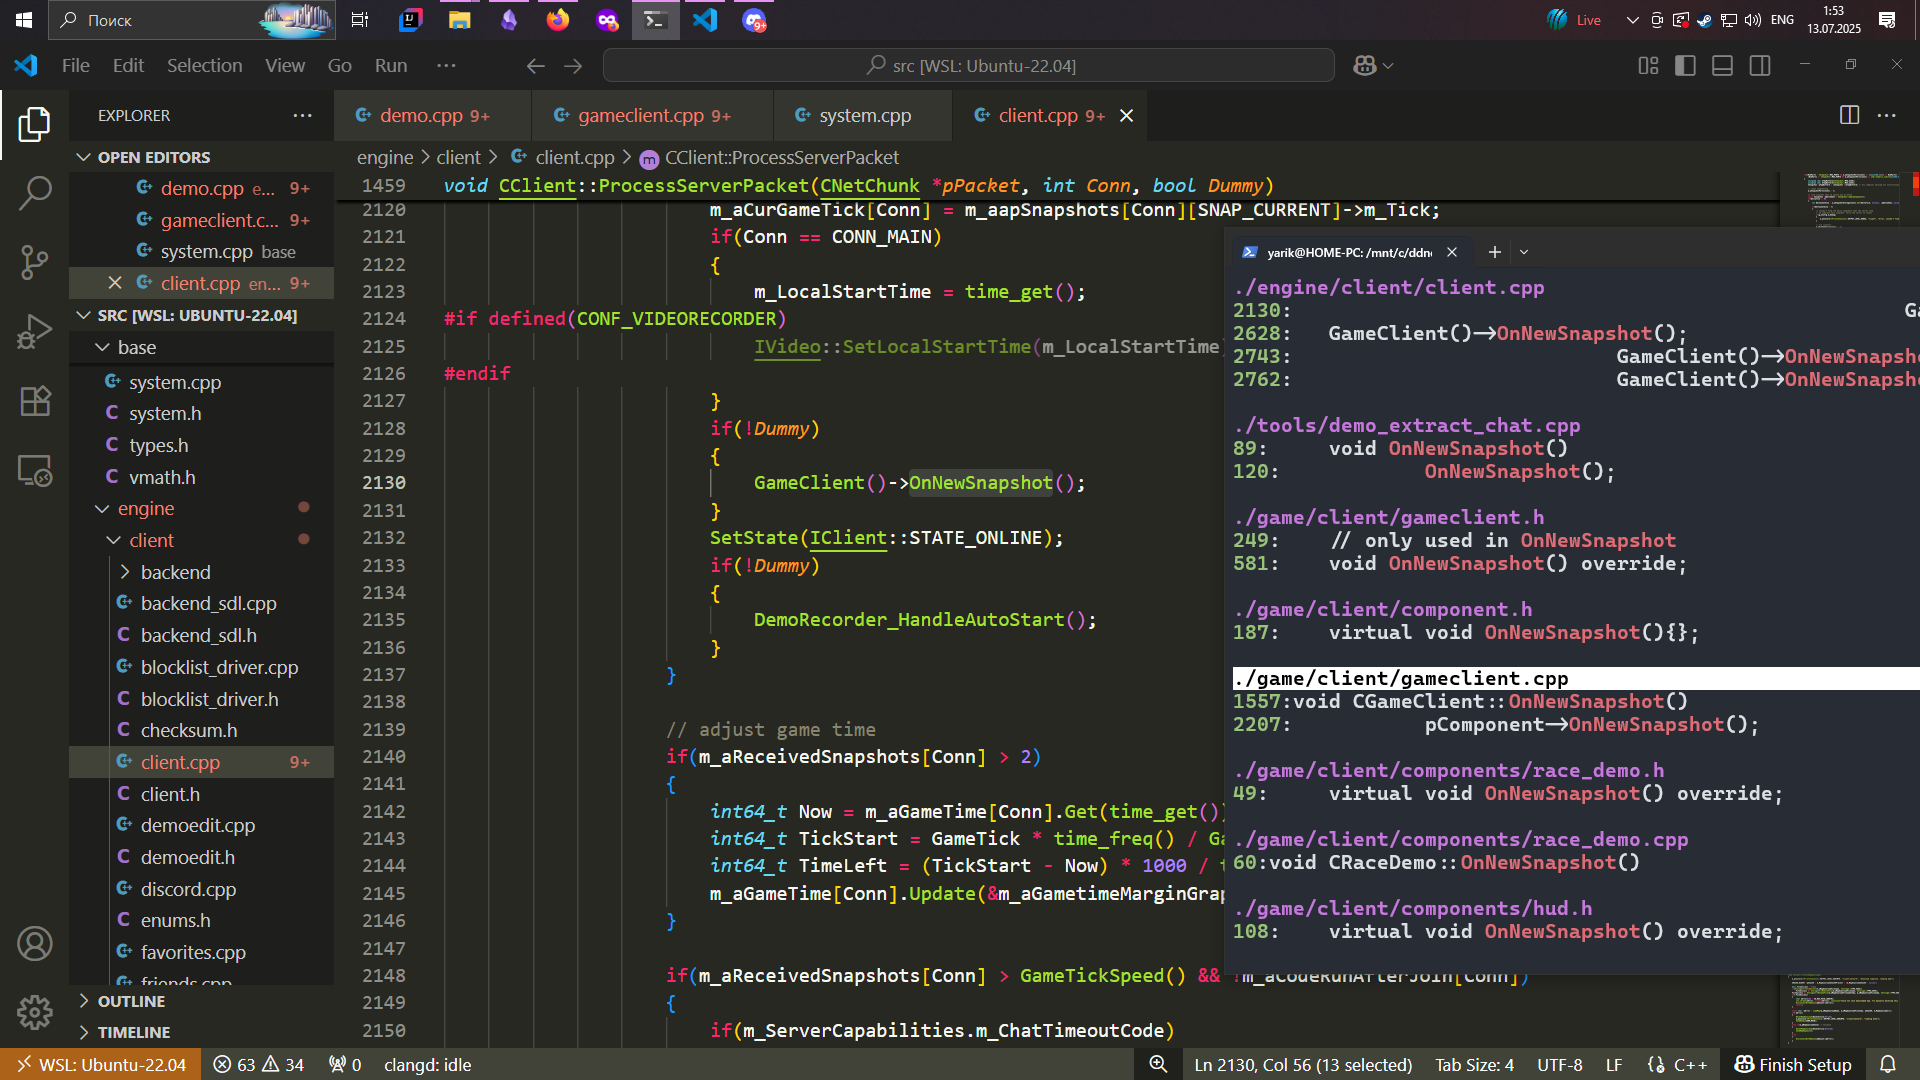 Поиск
Live
ENG
1:53
13.07.2025
File Edit Selection View Go Run ···
src [WSL: Ubuntu-22.04]
EXPLORER
demo.cpp 9+
gameclient.cpp 9+
system.cpp
client.cpp 9+
engine > client > client.cpp > CClient::ProcessServerPacket
OPEN EDITORS
demo.cpp e... 9+
gameclient.c... 9+
system.cpp base
client.cpp en... 9+
SRC [WSL: UBUNTU-22.04]
base
system.cpp
system.h
types.h
vmath.h
engine
client
backend
backend_sdl.cpp
backend_sdl.h
blocklist_driver.cpp
blocklist_driver.h
checksum.h
client.cpp 9+
client.h
demoedit.cpp
demoedit.h
discord.cpp
enums.h
favorites.cpp
friends.cpp
OUTLINE
TIMELINE
1459 void CClient::ProcessServerPacket(CNetChunk *pPacket, int Conn, bool Dummy)
2120 m_aCurGameTick[Conn] = m_aapSnapshots[Conn][SNAP_CURRENT]->m_Tick;
2121 if(Conn == CONN_MAIN)
2122 {
2123 m_LocalStartTime = time_get();
2124 #if defined(CONF_VIDEORECORDER)
2125 IVideo::SetLocalStartTime(m_LocalStartTime)
2126 #endif
2127 }
2128 if(!Dummy)
2129 {
2130 GameClient()->OnNewSnapshot();
2131 }
2132 SetState(IClient::STATE_ONLINE);
2133 if(!Dummy)
2134 {
2135 DemoRecorder_HandleAutoStart();
2136 }
2137 }
2138
2139 // adjust game time
2140 if(m_aReceivedSnapshots[Conn] > 2)
2141 {
2142 int64_t Now = m_aGameTime[Conn].Get(time_get())
2143 int64_t TickStart = GameTick * time_freq() / Ga
2144 int64_t TimeLeft = (TickStart - Now) * 1000 / t
2145 m_aGameTime[Conn].Update(&m_aGametimeMarginGrap
2146 }
2147
2148 if(m_aReceivedSnapshots[Conn] > GameTickSpeed() && !m_aCodeRunAfterJoin[Conn])
2149 {
2150 if(m_ServerCapabilities.m_ChatTimeoutCode)
yarik@HOME-PC: /mnt/c/ddn
./engine/client/client.cpp
2130: Ga
2628: GameClient()->OnNewSnapshot();
2743: GameClient()->OnNewSnapsho
2762: GameClient()->OnNewSnapsho
./tools/demo_extract_chat.cpp
89: void OnNewSnapshot()
120: OnNewSnapshot();
./game/client/gameclient.h
249: // only used in OnNewSnapshot
581: void OnNewSnapshot() override;
./game/client/component.h
187: virtual void OnNewSnapshot(){};
./game/client/gameclient.cpp
1557:void CGameClient::OnNewSnapshot()
2207: pComponent->OnNewSnapshot();
./game/client/components/race_demo.h
49: virtual void OnNewSnapshot() override;
./game/client/components/race_demo.cpp
60:void CRaceDemo::OnNewSnapshot()
./game/client/components/hud.h
108: virtual void OnNewSnapshot() override;
WSL: Ubuntu-22.04
63 34
0
clangd: idle
Ln 2130, Col 56 (13 selected)
Tab Size: 4
UTF-8
LF
C++
Finish Setup